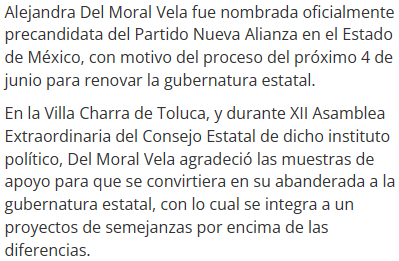 Alejandra Del Moral Vela fue nombrada oficialmente
precandidata del Partido Nueva Alianza en el Estado
de México, con motivo del proceso del próximo 4 de
junio para renovar la gubernatura estatal.
En la Villa Charra de Toluca, y durante XII Asamblea
Extraordinaria del Consejo Estatal de dicho instituto
político, Del Moral Vela agradeció las muestras de
apoyo para que se convirtiera en su abanderada a la
gubernatura estatal, con lo cual se integra a un
proyectos de semejanzas por encima de las
diferencias.